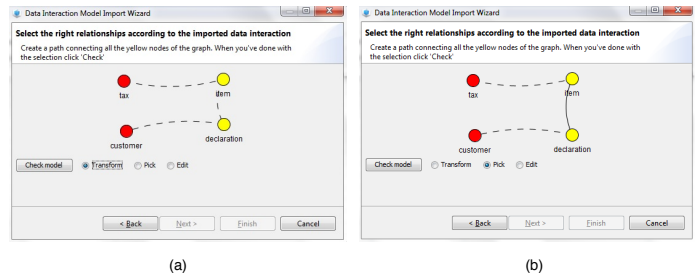 Data Interaction Model Import Wizard
Select the right relationships according to the imported data interaction
Create a path connecting all the yellow nodes of the graph. When you've done with
the selection click 'Check'
tax
item
customer
declaration
Check model
Transform
Pick
Edit
< Back
Next >
Finish
Cancel
(a)
Data Interaction Model Import Wizard
Select the right relationships according to the imported data interaction
Create a path connecting all the yellow nodes of the graph. When you've done with
the selection click 'Check'
tax
item
customer
declaration
Check model
Transform
Pick
Edit
< Back
Next >
Finish
Cancel
(b)